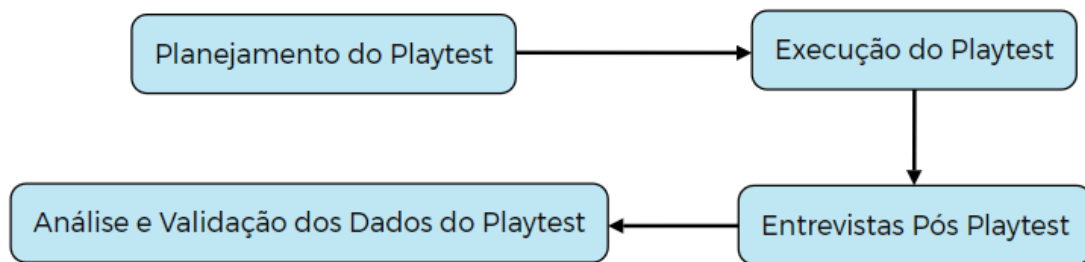 Planejamento do Playtest
Execução do Playtest
Entrevistas Pós Playtest
Análise e Validação dos Dados do Playtest